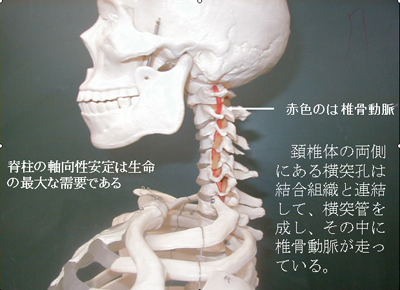 赤色のは椎骨動脈
脊柱の軸向性安定は生命
の最大な需要である
頚椎体の両側
にある横突孔は
結合組織と連結
して、横突管を
成し、その中に
椎骨動脈が走っ
ている。